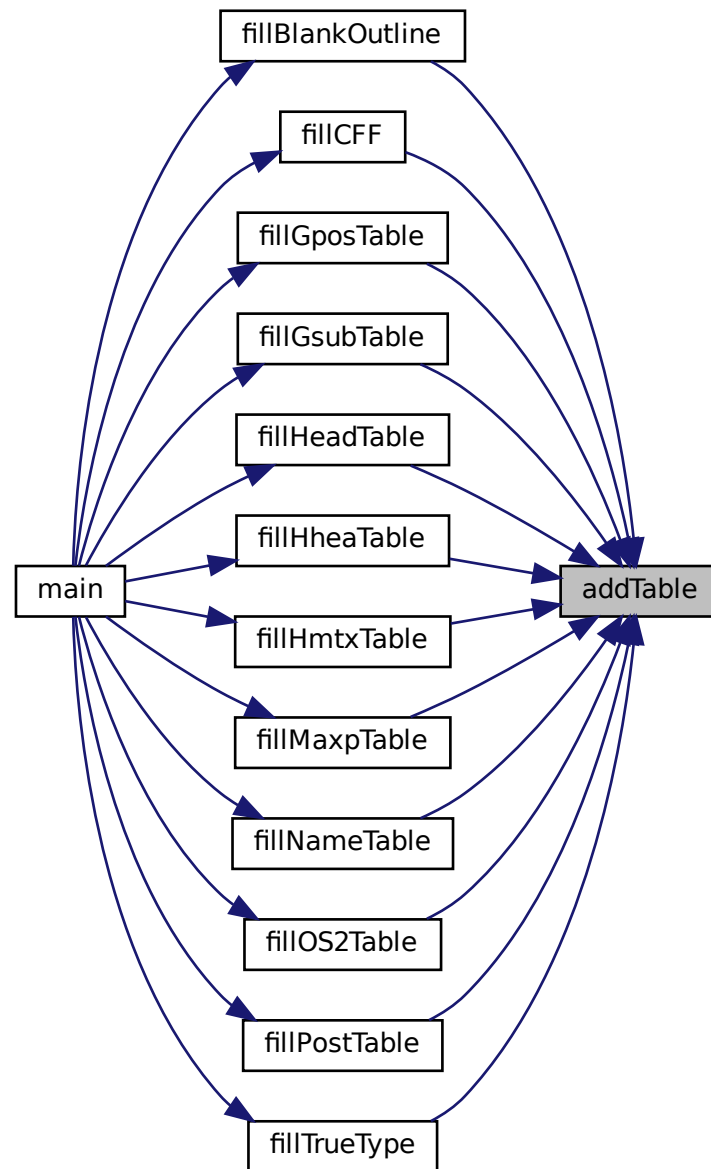 fillBlankOutline
fillCFF
fillGposTable
fillGsubTable
fillHeadTable
fillHheaTable
main
addTable
fillHmtxTable
fillMaxpTable
fillNameTable
fillOS2Table
fillPostTable
fillTrueType